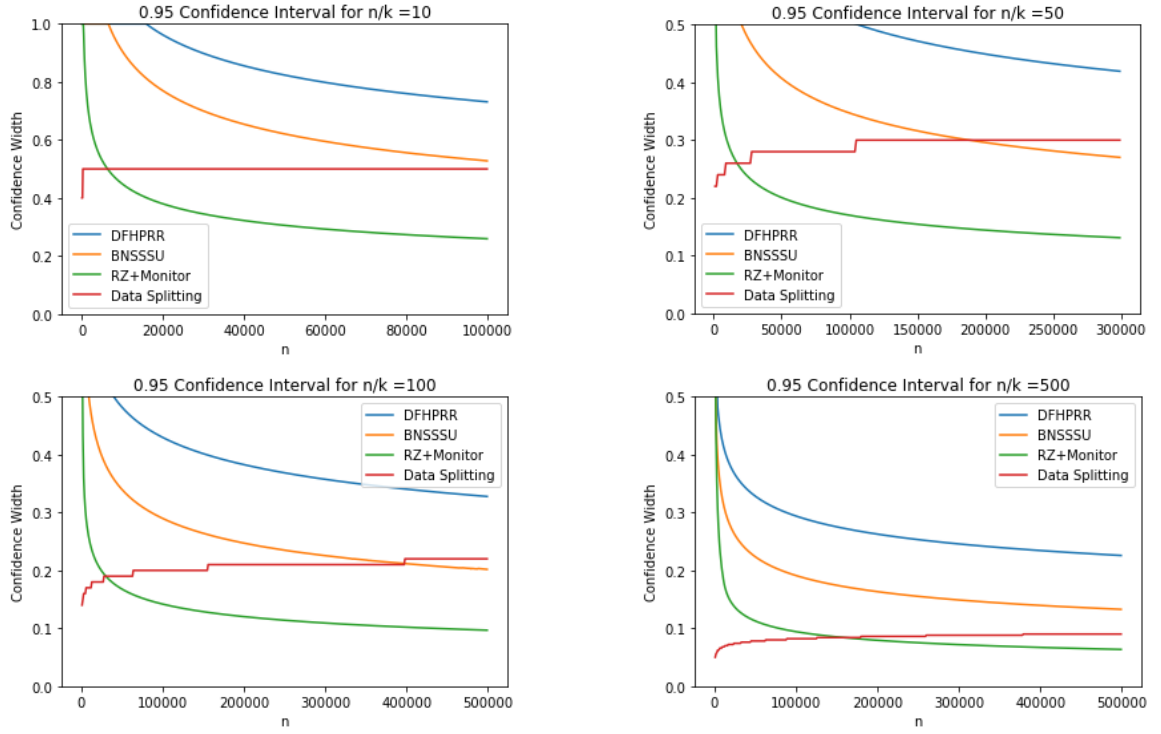 0.95 Confidence Interval for n/k =10
1.0
0.8
0.6
0.4
0.2
0.0
Confidence Width
DFHPRR
BNSSSU
RZ+Monitor
Data Splitting
0 20000 40000 60000 80000 100000
n
0.95 Confidence Interval for n/k =50
0.5
0.4
0.3
0.2
0.1
0.0
Confidence Width
DFHPRR
BNSSSU
RZ+Monitor
Data Splitting
0 50000 100000 150000 200000 250000 300000
n
0.95 Confidence Interval for n/k =100
0.5
0.4
0.3
0.2
0.1
0.0
Confidence Width
DFHPRR
BNSSSU
RZ+Monitor
Data Splitting
0 100000 200000 300000 400000 500000
n
0.95 Confidence Interval for n/k =500
0.5
0.4
0.3
0.2
0.1
0.0
Confidence Width
DFHPRR
BNSSSU
RZ+Monitor
Data Splitting
0 100000 200000 300000 400000 500000
n